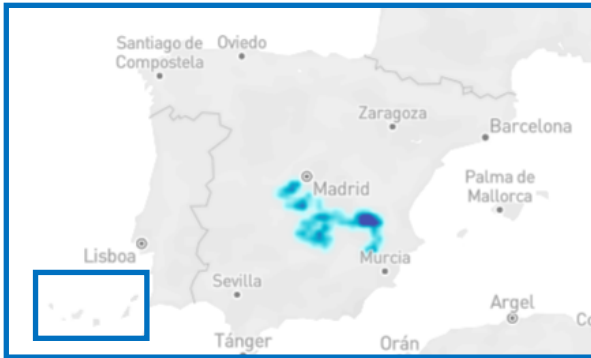 Santiago de
Compostela
Oviedo
Zaragoza
Barcelona
Madrid
Palma de
Mallorca
Lisboa
Murcia
Sevilla
Argel
Tánger
Orán